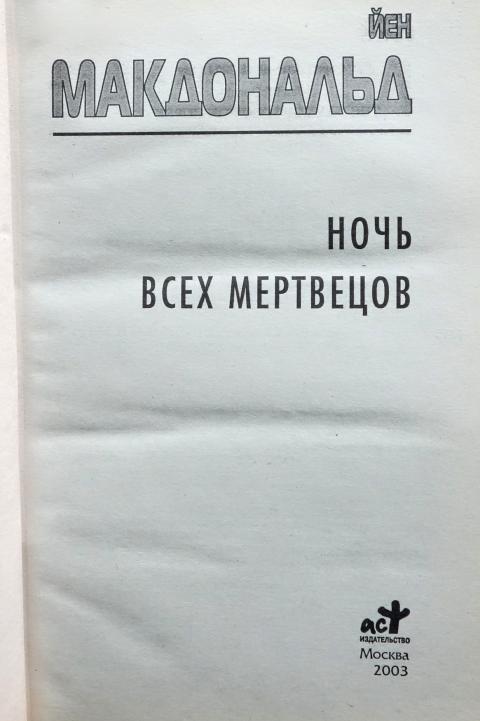 ЙЕН
МАКДОНАЛЬД
НОЧЬ
ВСЕХ МЕРТВЕЦОВ
аст
ИЗДАТЕЛЬСТВО
Москва
2003